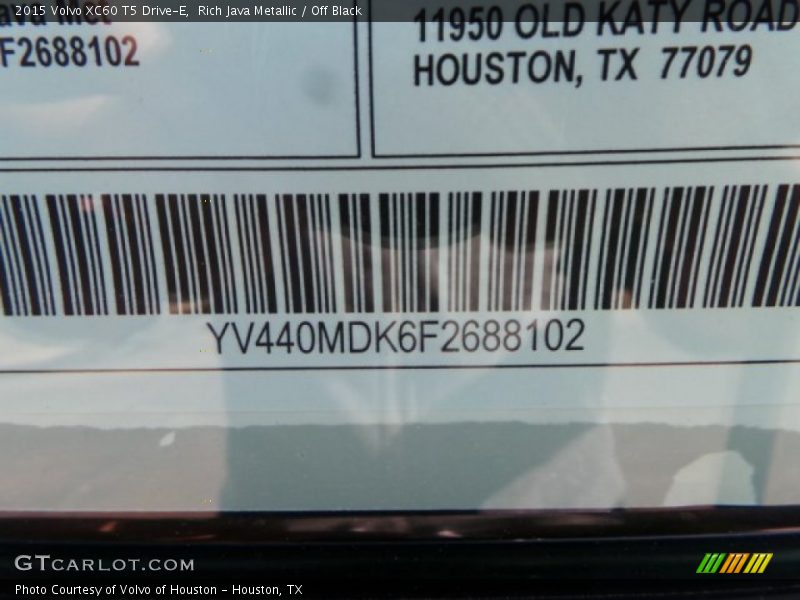 2015 Volvo XC60 T5 Drive-E, Rich Java Metallic / Off Black
11950 OLD KATY ROAD
F2688102
HOUSTON, TX 77079
YV440MDK6F2688102
GTCARLOT.COM
Photo Courtesy of Volvo of Houston - Houston, TX